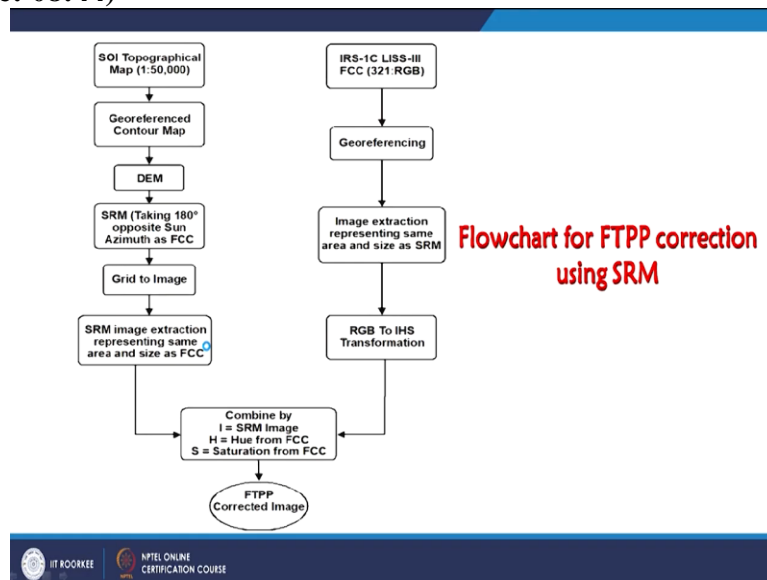 SOI Topographical
Map (1:50,000)
Georeferenced
Contour Map
DEM
SRM (Taking 180°
opposite Sun
Azimuth as FCC
Grid to Image
SRM image extraction
representing same
area and size as FCC
IRS-1C LISS-III
FCC (321:RGB)
Georeferencing
Image extraction
representing same
area and size as SRM
RGB To IHS
Transformation
Combine by
I = SRM Image
H = Hue from FCC
S = Saturation from FCC
FTPP
Corrected Image
Flowchart for FTPP correction
using SRM
IIT ROORKEE
NPTEL ONLINE
CERTIFICATION COURSE